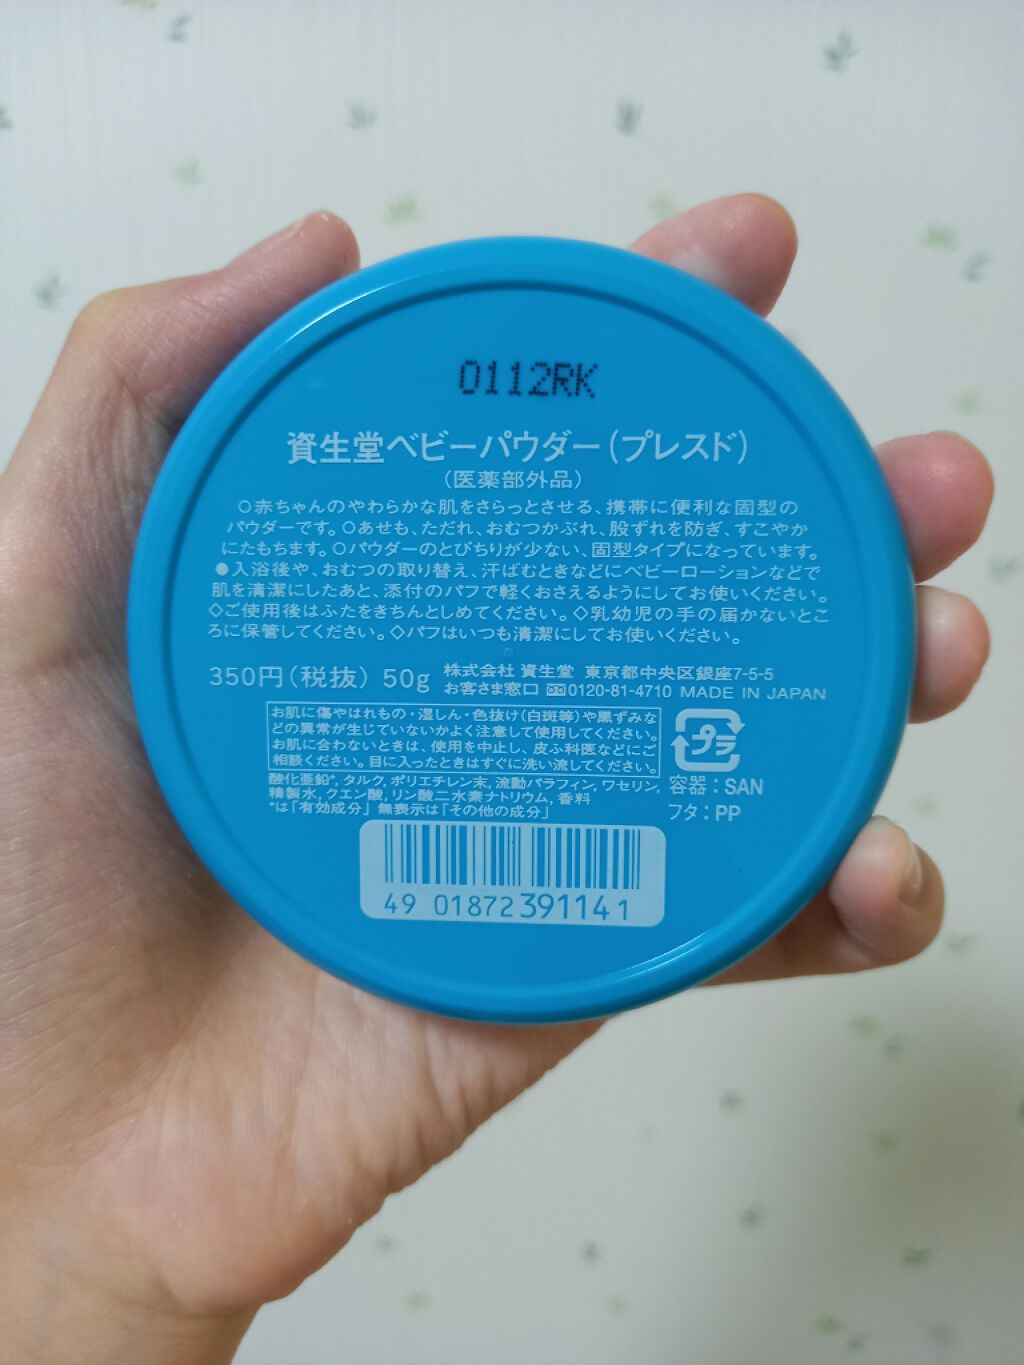 0112RK
資生堂ベビーパウダー(プレスド)
(医薬部外品)
○赤ちゃんのやわらかな肌をさらっとさせる、携帯に便利な固型の
パウダーです。○あせも、ただれ、おむつかぶれ、股ずれを防ぎ、すこやか
にたもちます。○パウダーのとびちりが少ない、固型タイプになっています。
●入浴後や、おむつの取り替え、汗ばむときなどにベビーローションなどで
肌を清潔にしたあと、添付のパフで軽くおさえるようにしてお使いください。
◇ご使用後はふたをきちんとしめてください。◇乳幼児の手の届かないとこ
ろに保管してください。◇パフはいつも清潔にしてお使いください。
350円(税抜) 50g
株式会社 資生堂 東京都中央区銀座7-5-5
お客さま窓口 0120-81-4710 MADE IN JAPAN
お肌に傷やはれもの・湿しん・色抜け(白斑等)や黒ずみな
どの異常が生じていないかよく注意して使用してください。
お肌に合わないときは、使用を中止し、皮ふ科医などにご
相談ください。目に入ったときはすぐに洗い流してください。
酸化亜鉛*, タルク, ポリエチレン末, 流動パラフィン, ワセリン,
精製水, クエン酸, リン酸二水素ナトリウム, 香料
*は「有効成分」 無表示は「その他の成分」
プラ
容器:SAN
フタ:PP
49 01872 391141